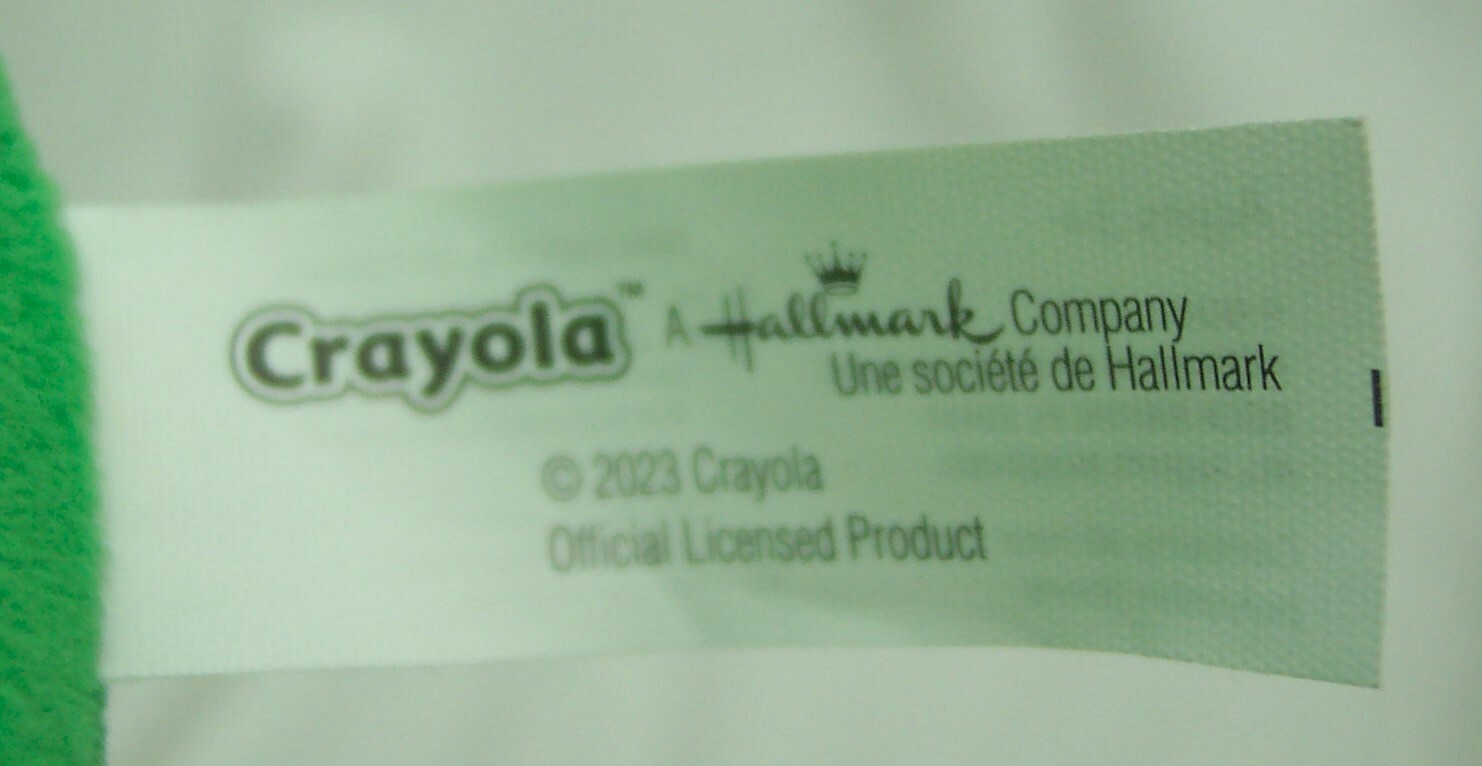 Crayola™ A Hallmark Company
Une société de Hallmark
© 2023 Crayola
Official Licensed Product